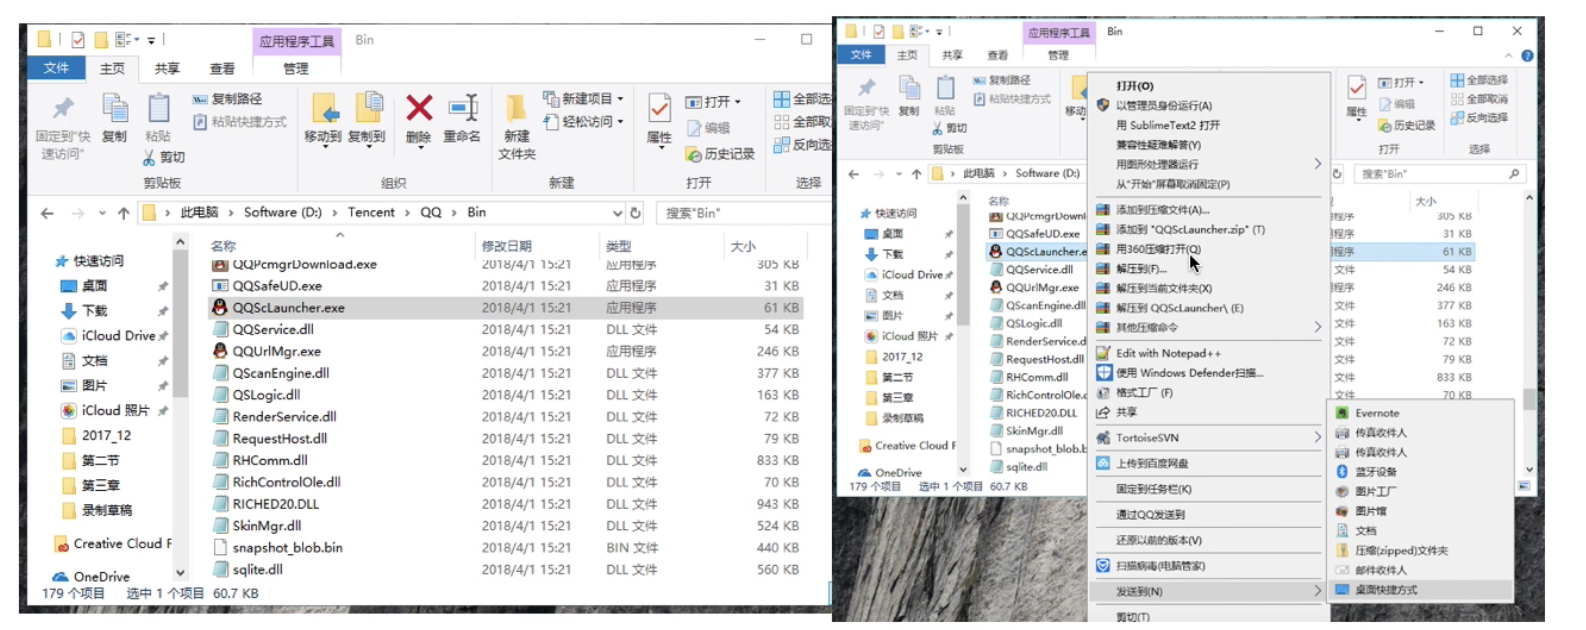 应用程序工具 Bin
文件 主页 共享 查看 管理
固定到"快速访问" 复制 粘贴 复制路径 粘贴快捷方式 剪切
移动到 复制到 删除 重命名 新建文件夹 新建项目 轻松访问
属性 打开 编辑 历史记录 全部选 全部取 反向选
剪贴板 组织 新建 打开 选择
此电脑 Software (D:) Tencent QQ Bin 搜索"Bin"
名称 修改日期 类型 大小
快速访问
桌面
下载
iCloud Drive
文档
图片
iCloud 照片
2017_12
第二节
第三章
录制草稿
Creative Cloud F
OneDrive
QQPcmgrDownload.exe 2018/4/1 15:21 应用程序 305 KB
QQSafeUD.exe 2018/4/1 15:21 应用程序 31 KB
QQScLauncher.exe 2018/4/1 15:21 应用程序 61 KB
QQService.dll 2018/4/1 15:21 DLL 文件 54 KB
QQUrlMgr.exe 2018/4/1 15:21 应用程序 246 KB
QScanEngine.dll 2018/4/1 15:21 DLL 文件 377 KB
QSLogic.dll 2018/4/1 15:21 DLL 文件 163 KB
RenderService.dll 2018/4/1 15:21 DLL 文件 72 KB
RequestHost.dll 2018/4/1 15:21 DLL 文件 79 KB
RHComm.dll 2018/4/1 15:21 DLL 文件 833 KB
RichControlOle.dll 2018/4/1 15:21 DLL 文件 70 KB
RICHED20.DLL 2018/4/1 15:21 DLL 文件 943 KB
SkinMgr.dll 2018/4/1 15:21 DLL 文件 524 KB
snapshot_blob.bin 2018/4/1 15:21 BIN 文件 440 KB
sqlite.dll 2018/4/1 15:21 DLL 文件 560 KB
179 个项目 选中 1 个项目 60.7 KB
应用程序工具 Bin
文件 主页 共享 查看 管理
固定到"快速访问" 复制 粘贴 复制路径 粘贴快捷方式 剪切
剪贴板
移动
属性 打开 编辑 历史记录 全部选择 全部取消 反向选择
打开 选择
此电脑 Software (D:) 搜索"Bin"
名称 大小
快速访问
桌面
下载
iCloud Drive
文档
图片
iCloud 照片
2017_12
第二节
第三章
录制草稿
Creative Cloud F
OneDrive
QQPcmgrDownl 程序 305 KB
QQSafeUD.exe 程序 31 KB
QQScLauncher.e 程序 61 KB
QQService.dll 文件 54 KB
QQUrlMgr.exe 程序 246 KB
QScanEngine.dll 文件 377 KB
QSLogic.dll 文件 163 KB
RenderService.d 文件 72 KB
RequestHost.dll 文件 79 KB
RHComm.dll 文件 833 KB
RichControlOle.c 文件 70 KB
RICHED20.DLL
SkinMgr.dll
snapshot_blob.b
sqlite.dll
179 个项目 选中 1 个项目 60.7 KB
打开(O)
以管理员身份运行(A)
用 SublimeText2 打开
兼容性疑难解答(Y)
用图形处理器运行
从"开始"屏幕取消固定(P)
添加到压缩文件(A)...
添加到 "QQScLauncher.zip" (T)
用360压缩打开(Q)
解压到(F)...
解压到当前文件夹(X)
解压到 QQScLauncher\ (E)
其他压缩命令
Edit with Notepad++
使用 Windows Defender扫描...
格式工厂 (F)
共享
TortoiseSVN
上传到百度网盘
固定到任务栏(K)
通过QQ发送到
还原以前的版本(V)
扫描病毒(电脑管家)
发送到(N)
剪切(T)
Evernote
传真收件人
传真收件人
蓝牙设备
图片工厂
图片馆
文档
压缩(zipped)文件夹
邮件收件人
桌面快捷方式